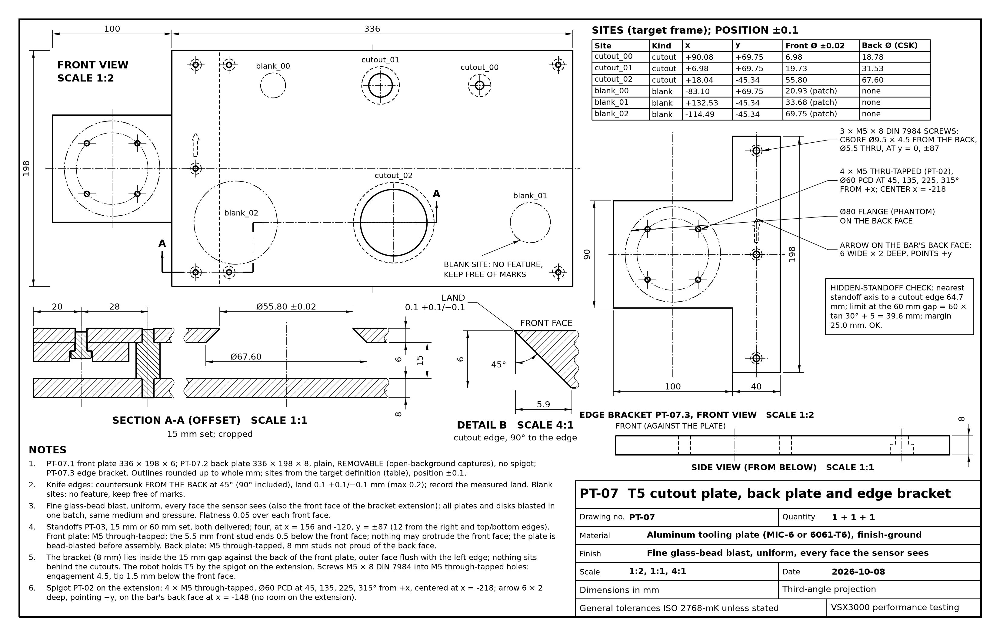 100
336
198
FRONT VIEW
SCALE 1:2
blank_00
cutout_01
cutout_00
cutout_02
blank_01
blank_02
A
A
BLANK SITE: NO FEATURE,
KEEP FREE OF MARKS
SITES (target frame); POSITION ±0.1
Site Kind x y Front Ø ±0.02 Back Ø (CSK)
cutout_00 cutout +90.08 +69.75 6.98 18.78
cutout_01 cutout +6.98 +69.75 19.73 31.53
cutout_02 cutout +18.04 -45.34 55.80 67.60
blank_00 blank -83.10 +69.75 20.93 (patch) none
blank_01 blank +132.53 -45.34 33.68 (patch) none
blank_02 blank -114.49 -45.34 69.75 (patch) none
3 × M5 × 8 DIN 7984 SCREWS:
CBORE Ø9.5 × 4.5 FROM THE BACK,
Ø5.5 THRU, AT y = 0, ±87
4 × M5 THRU-TAPPED (PT-02),
Ø60 PCD AT 45, 135, 225, 315°
FROM +x; CENTER x = -218
Ø80 FLANGE (PHANTOM)
ON THE BACK FACE
ARROW ON THE BAR'S BACK FACE:
6 WIDE × 2 DEEP, POINTS +y
90
198
100
40
HIDDEN-STANDOFF CHECK: nearest
standoff axis to a cutout edge 64.7
mm; limit at the 60 mm gap = 60 ×
tan 30° + 5 = 39.6 mm; margin
25.0 mm. OK.
EDGE BRACKET PT-07.3, FRONT VIEW SCALE 1:2
FRONT (AGAINST THE PLATE)
8
SIDE VIEW (FROM BELOW) SCALE 1:1
20
28
Ø55.80 ±0.02
Ø67.60
6
15
8
SECTION A-A (OFFSET) SCALE 1:1
15 mm set; cropped
LAND
0.1 +0.1/−0.1
FRONT FACE
6
45°
5.9
DETAIL B SCALE 4:1
cutout edge, 90° to the edge
NOTES
1. PT-07.1 front plate 336 × 198 × 6; PT-07.2 back plate 336 × 198 × 8, plain, REMOVABLE (open-background captures), no spigot;
PT-07.3 edge bracket. Outlines rounded up to whole mm; sites from the target definition (table), position ±0.1.
2. Knife edges: countersunk FROM THE BACK at 45° (90° included), land 0.1 +0.1/−0.1 mm (max 0.2); record the measured land. Blank
sites: no feature, keep free of marks.
3. Fine glass-bead blast, uniform, every face the sensor sees (also the front face of the bracket extension); all plates and disks blasted in
one batch, same medium and pressure. Flatness 0.05 over each front face.
4. Standoffs PT-03, 15 mm or 60 mm set, both delivered; four, at x = 156 and -120, y = ±87 (12 from the right and top/bottom edges).
Front plate: M5 through-tapped; the 5.5 mm front stud ends 0.5 below the front face; nothing may protrude the front face; the plate is
bead-blasted before assembly. Back plate: M5 through-tapped, 8 mm studs not proud of the back face.
5. The bracket (8 mm) lies inside the 15 mm gap against the back of the front plate, outer face flush with the left edge; nothing sits
behind the cutouts. The robot holds T5 by the spigot on the extension. Screws M5 × 8 DIN 7984 into M5 through-tapped holes:
engagement 4.5, tip 1.5 mm below the front face.
6. Spigot PT-02 on the extension: 4 × M5 through-tapped, Ø60 PCD at 45, 135, 225, 315° from +x, centered at x = -218; arrow 6 × 2
deep, pointing +y, on the bar's back face at x = -148 (no room on the extension).
PT-07 T5 cutout plate, back plate and edge bracket
Drawing no. PT-07 Quantity 1 + 1 + 1
Material Aluminum tooling plate (MIC-6 or 6061-T6), finish-ground
Finish Fine glass-bead blast, uniform, every face the sensor sees
Scale 1:2, 1:1, 4:1 Date 2026-10-08
Dimensions in mm Third-angle projection
General tolerances ISO 2768-mK unless stated VSX3000 performance testing